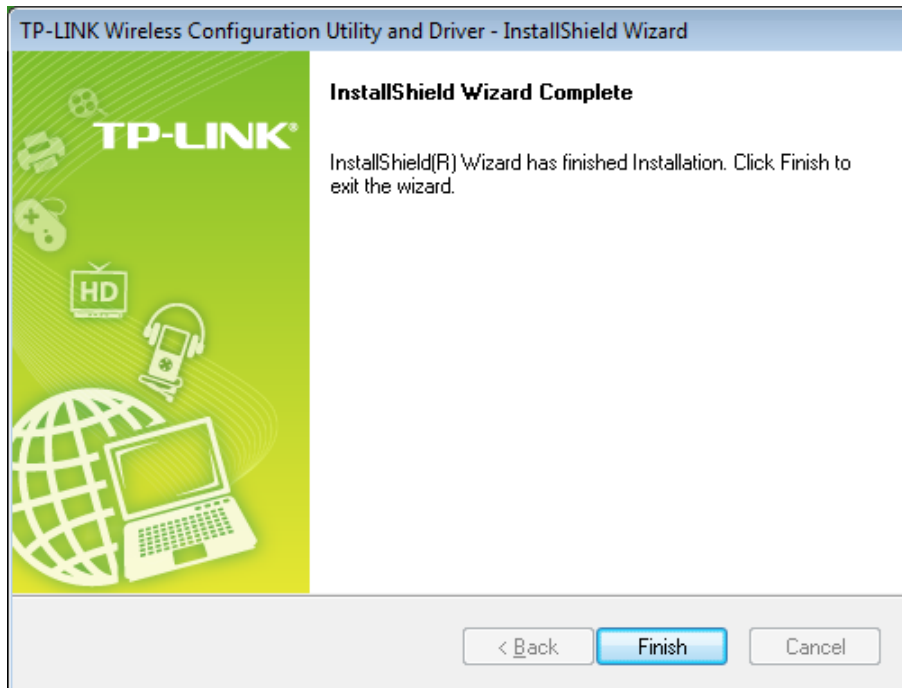 TP-LINK Wireless Configuration Utility and Driver - InstallShield Wizard
TP-LINK®
InstallShield Wizard Complete
InstallShield(R) Wizard has finished Installation. Click Finish to
exit the wizard.
HD
< Back
Finish
Cancel